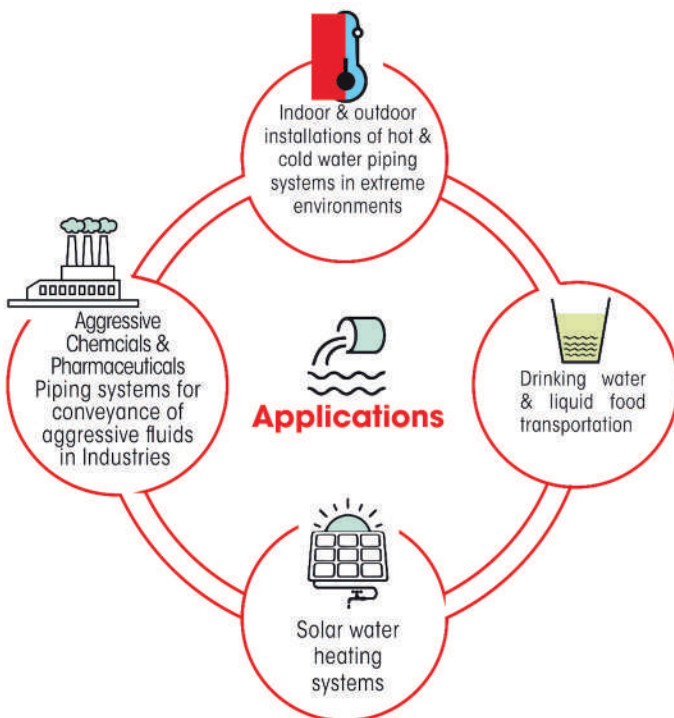 Indoor & outdoor
installations of hot &
cold water piping
systems in extreme
environments
Aggressive
Chemcials &
Pharmaceuticals
Piping systems for
conveyance of
aggressive fluids
in Industries
Applications
Drinking water
& liquid food
transportation
Solar water
heating
systems